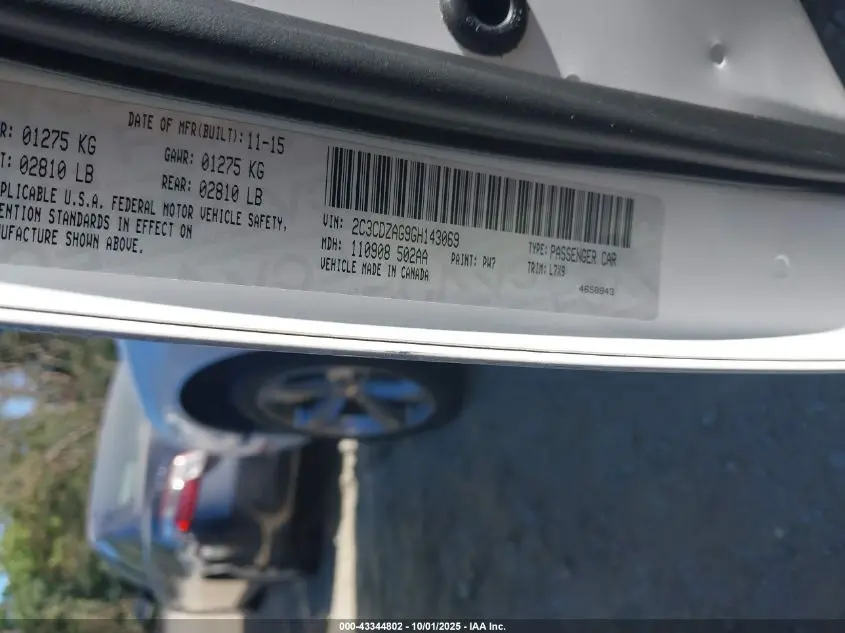 DATE OF MFR(BUILT): 11-15
R: 01275 KG GAWR: 01275 KG
T: 02810 LB REAR: 02810 LB
PLICABLE U.S.A. FEDERAL MOTOR VEHICLE SAFETY,
ENTION STANDARDS IN EFFECT ON
NUFACTURE SHOWN ABOVE.
VIN: 2C3CDZAG9GH143069 TYPE: PASSENGER CAR
MDH: 110908 502AA PAINT: PW7 TRIM: L7X9
VEHICLE MADE IN CANADA
4658943
000-43344802 - 10/01/2025 - IAA Inc.